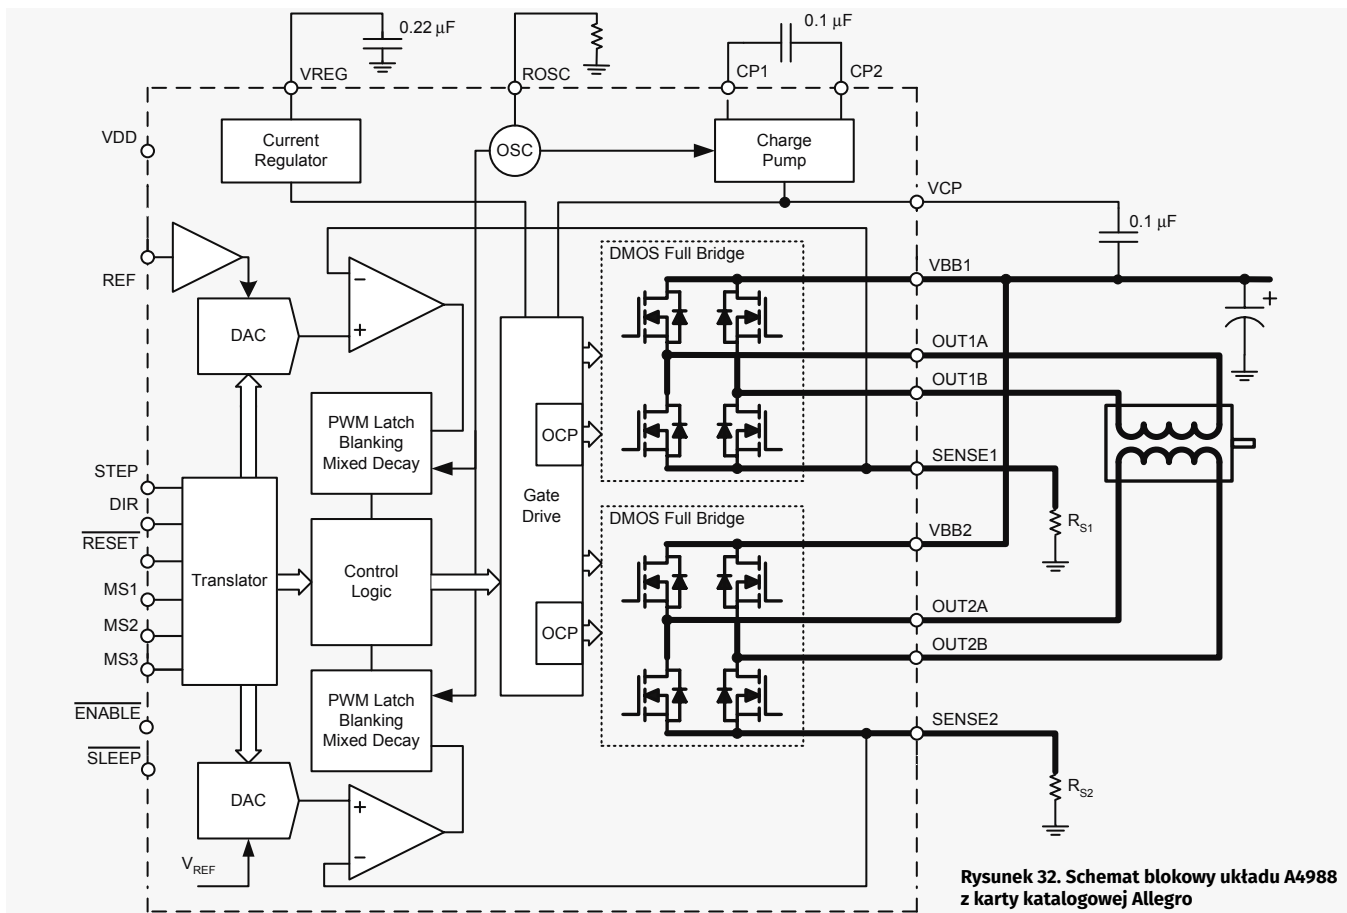 0.22 µF
0.1 µF
VREG
ROSC
CP1
CP2
VDD
Current
Regulator
OSC
Charge
Pump
VCP
0.1 µF
REF
DMOS Full Bridge
VBB1
DAC
−
+
+
OUT1A
OUT1B
PWM Latch
Blanking
Mixed Decay
OCP
STEP
SENSE1
DIR
Gate
Drive
DMOS Full Bridge
RS1
RESET
VBB2
Translator
Control
Logic
MS1
MS2
OUT2A
OCP
MS3
OUT2B
PWM Latch
Blanking
Mixed Decay
ENABLE
SENSE2
SLEEP
DAC
+
−
RS2
VREF
Rysunek 32. Schemat blokowy układu A4988
z karty katalogowej Allegro